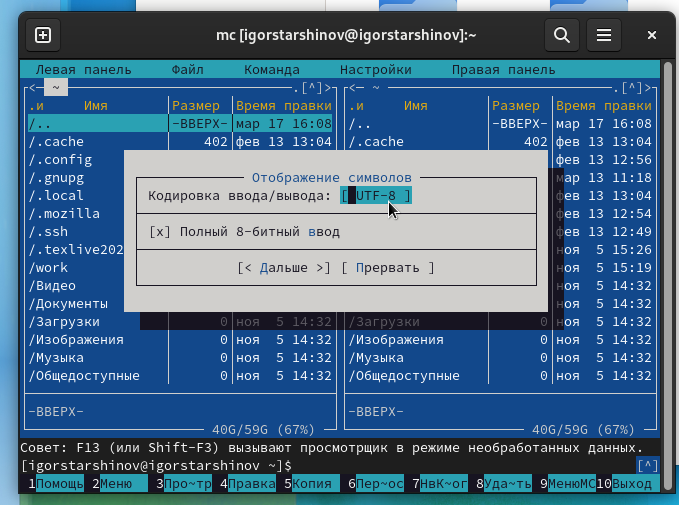 mc [igorstarshinov@igorstarshinov]:~
Левая панель Файл Команда Настройки Правая панель
<─ ~ ─.[^]> <─ ~ ─.[^]>
.и Имя Размер Время правки .и Имя Размер Время правки
/.. -ВВЕРХ- мар 17 16:08 /.. -ВВЕРХ- мар 17 16:08
/.cache 402 фев 13 13:04 /.cache 402 фев 13 13:04
/.config фев 13 12:56
/.gnupg Отображение символов мар 13 11:18
/.local Кодировка ввода/вывода: [ UTF-8 ] фев 13 13:04
/.mozilla фев 13 12:54
/.ssh [x] Полный 8-битный ввод фев 13 12:49
/.texlive202 ноя 5 15:26
/work [< Дальше >] [ Прервать ] ноя 5 15:19
/Видео ноя 5 14:32
/Документы ноя 5 14:32
/Загрузки 0 ноя 5 14:32 /Загрузки 0 ноя 5 14:32
/Изображения 0 ноя 5 14:32 /Изображения 0 ноя 5 14:32
/Музыка 0 ноя 5 14:32 /Музыка 0 ноя 5 14:32
/Общедоступные 0 ноя 5 14:32 /Общедоступные 0 ноя 5 14:32
-ВВЕРХ- -ВВЕРХ-
40G/59G (67%) 40G/59G (67%)
Совет: F13 (или Shift-F3) вызывают просмотрщик в режиме необработанных данных.
[igorstarshinov@igorstarshinov ~]$ [^]
1Помощь 2Меню 3Про~тр 4Правка 5Копия 6Пер~ос 7НвК~ог 8Уда~ть 9МенюMC 10Выход